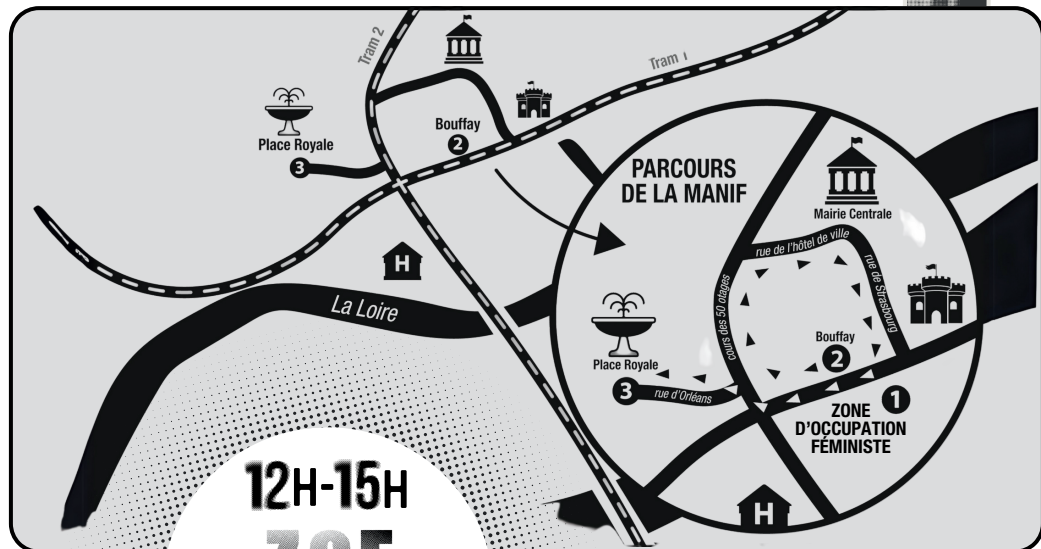 Tram 2
Tram 1
Place Royale
3
Bouffay
2
H
La Loire
PARCOURS
DE LA MANIF
Mairie Centrale
rue de l'hôtel de ville
rue de Strasbourg
cours des 50 otages
Bouffay
2
Place Royale
3
rue d'Orléans
1
ZONE
D'OCCUPATION
FÉMINISTE
H
12H-15H
ZOF